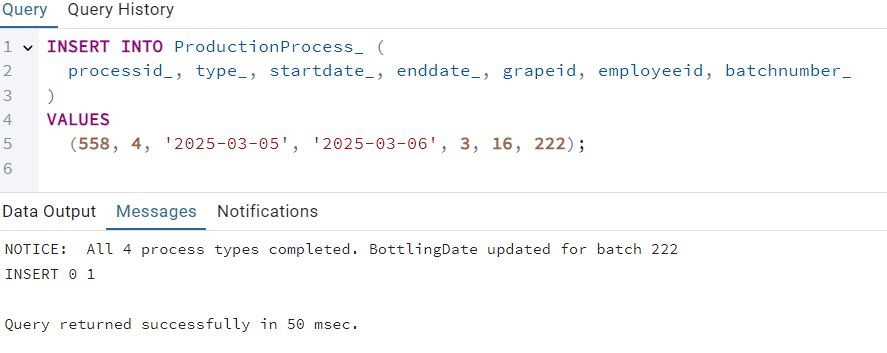 Query Query History
1 INSERT INTO ProductionProcess_ (
2 processid_, type_, startdate_, enddate_, grapeid, employeeid, batchnumber_
3 )
4 VALUES
5 (558, 4, '2025-03-05', '2025-03-06', 3, 16, 222);
6
Data Output Messages Notifications
NOTICE:  All 4 process types completed. BottlingDate updated for batch 222
INSERT 0 1
Query returned successfully in 50 msec.